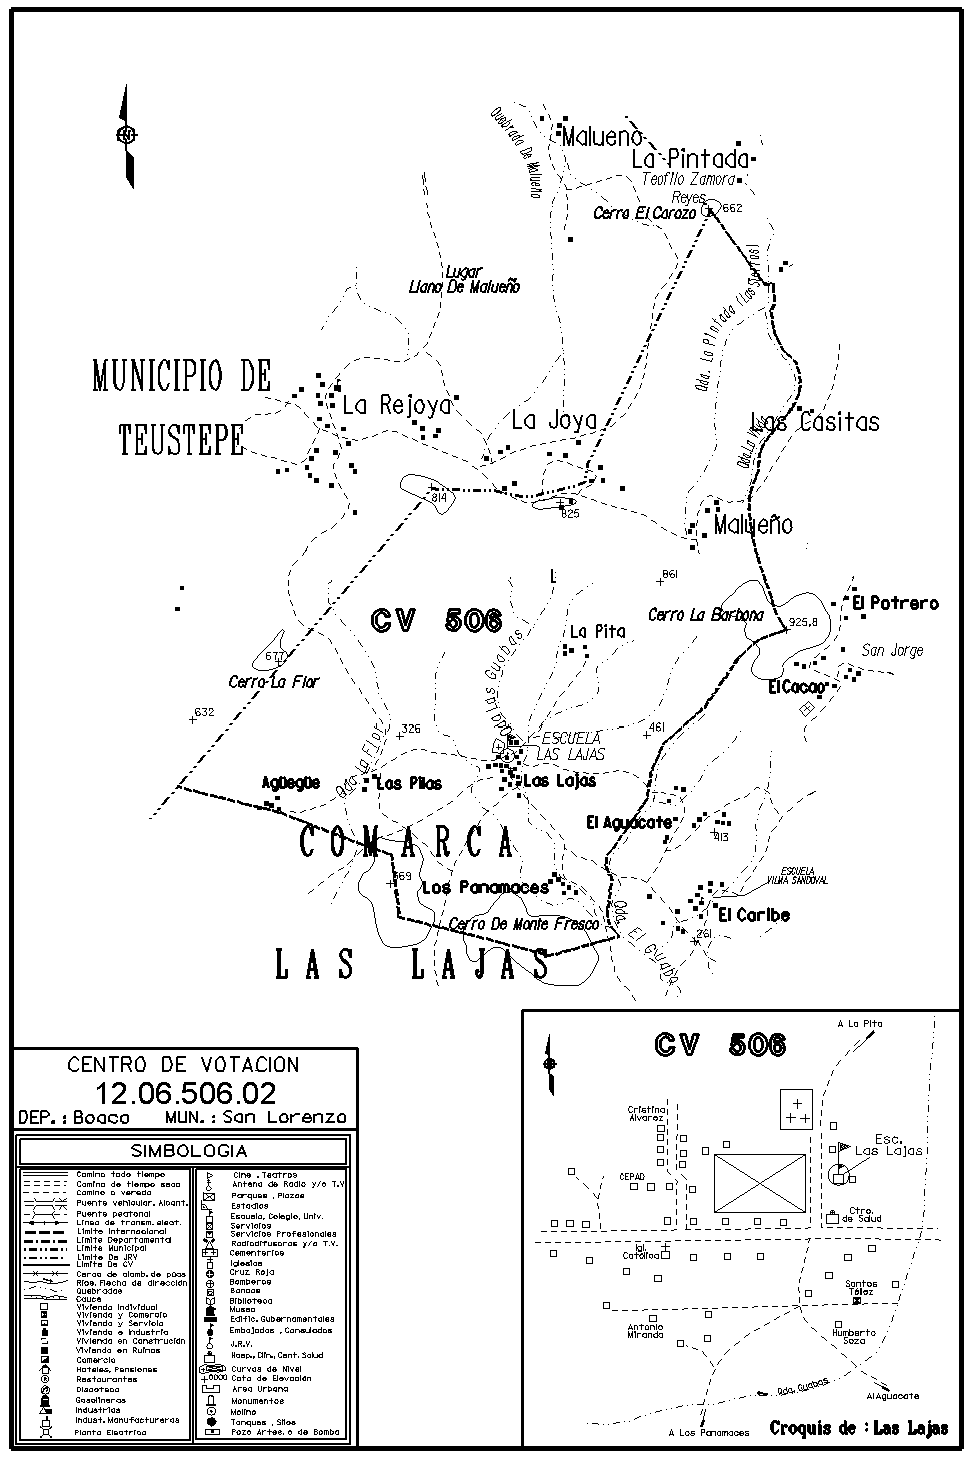 N
Quebrada De Malueño
Malueno
La Pintada
Teofilo Zamora
Reyes
Cerro El Carozo
662
Lugar
Llano De Malueño
Qda. La Pintada (Las Sierras)
MUNICIPIO DE
TEUSTEPE
La Rejoya
La Joya
Las Casitas
814
825
Malueño
861
L
CV 506
La Pita
Cerro La Barbona
925,8
El Potrero
San Jorge
El Cacao
677
Cerro La Flor
632
326
Qda La Flor
Qda Las Guabas
ESCUELA
LAS LAJAS
461
Agüegüe
Las Pilas
Las Lajas
El Aguacate
413
COMARCA
ESCUELA
VILMA SANDOVAL
369
Los Panamaces
El Caribe
Cerro De Monte Fresco
Qda. El Guabo
261
LAS LAJAS
CENTRO DE VOTACION
12.06.506.02
DEP.: Boaco MUN.: San Lorenzo
SIMBOLOGIA
Camino todo tiempo
Camino de tiempo seco
Camino o vereda
Puente vehicular, Alcant.
Puente peatonal
Linea de transm. elect.
Limite Internacional
Limite Departamental
Limite Municipal
Limite De JRV
Limite De CV
Cerca de alamb. de púas
Ríos, Flecha de dirección
Quebradas
Cauce
Vivienda Individual
Vivienda y Comercio
Vivienda y Servicio
Vivienda e Industria
Vivienda en Construción
Vivienda en Ruinas
Comercio
Hoteles, Pensiones
Restaurantes
Discoteca
Gasolineras
Industrias
Indust. Manufactureras
Planta Electrica
Cine , Teatros
Antena de Radio y/o T.V
Parques , Plazas
Estadios
Escuela, Colegio, Univ.
Servicios
Servicios Profesionales
Radiodifusoras y/o T.V.
Cementerios
Iglesias
Cruz Roja
Bomberos
Bancos
Biblioteca
Museo
Edific. Gubernamentales
Embajadas , Consulados
J.R.V.
Hosp., Clin., Cent. Salud
Curvas de Nivel
Cota de Elevación
Area Urbana
Monumentos
Molino
Tanques , Silos
Pozo Artes. o de Bomba
CV 506
A La Pita
Cristina
Alvarez
Esc.
Las Lajas
CEPAD
Ctro.
de Salud
Igl.
Católica
Santos
Télez
Antonio
Miranda
Humberto
Soza
Qda. Guabas
Al Aguacate
A Los Panamaces
Croquis de : Las Lajas